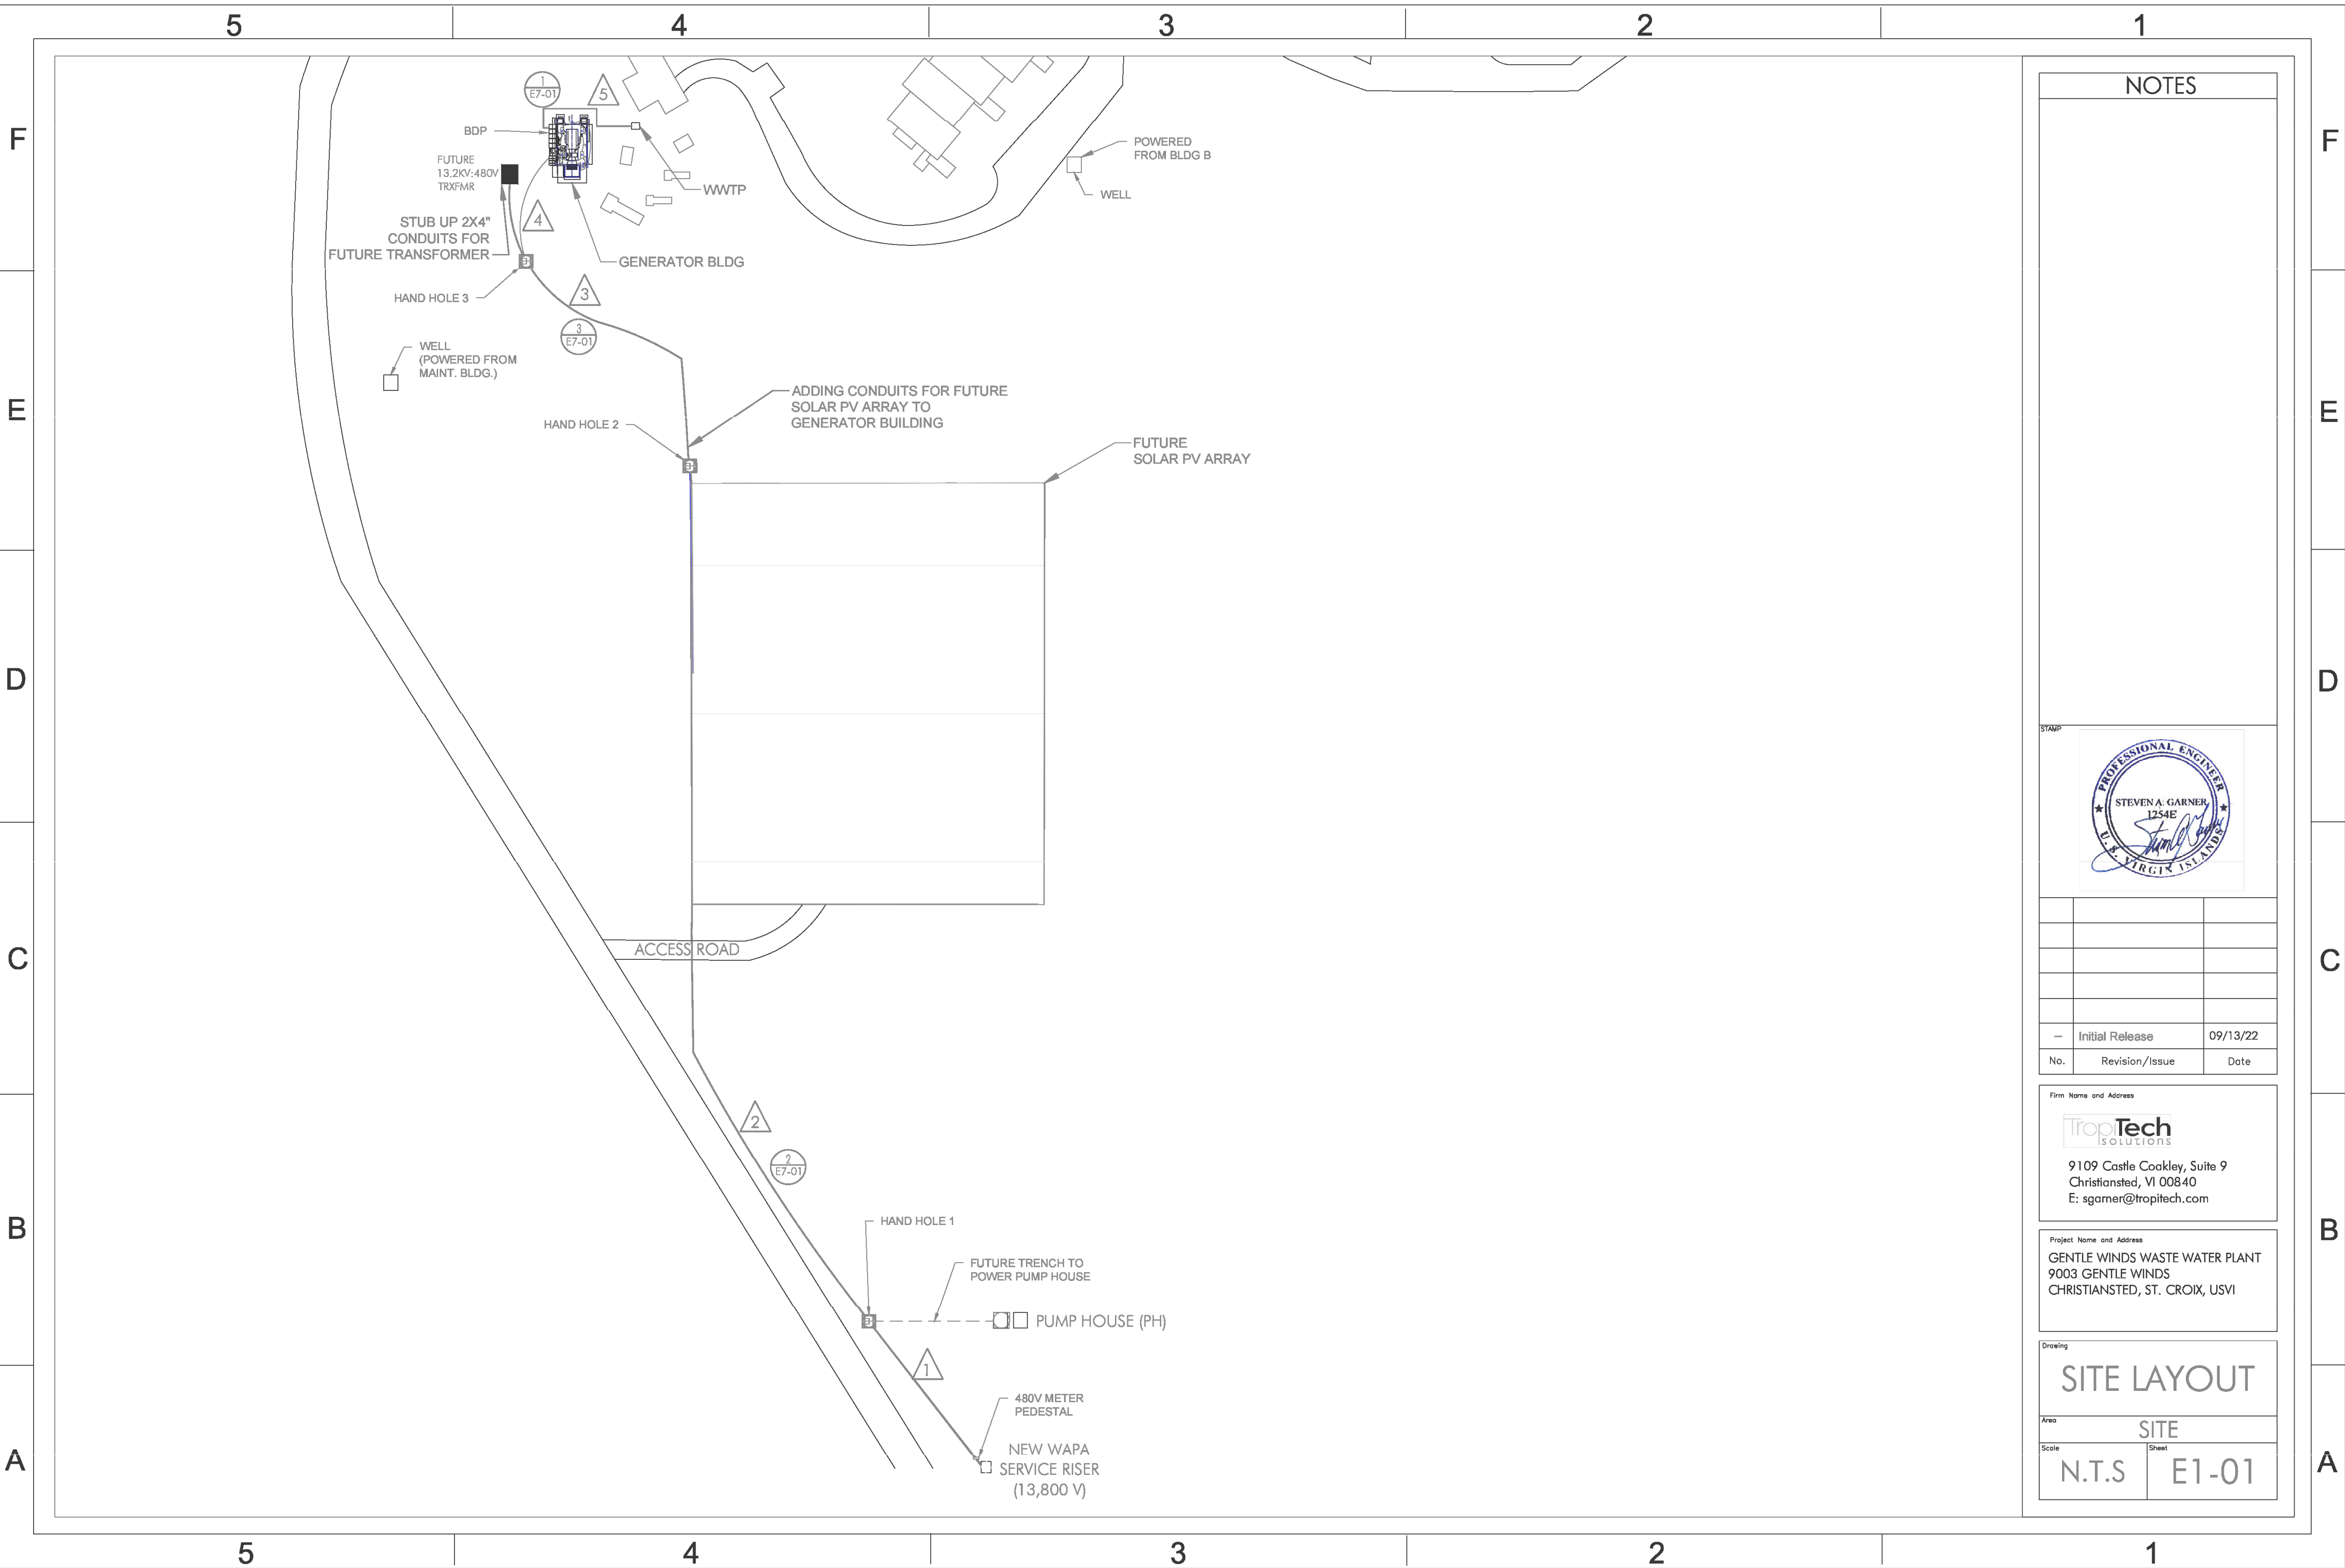 5 4 3 2 1
F
E
D
C
B
A
1
E7-01
5
BDP
FUTURE
13.2KV:480V
TRXFMR
WWTP
STUB UP 2X4"
CONDUITS FOR
FUTURE TRANSFORMER
4
GENERATOR BLDG
HAND HOLE 3
3
3
E7-01
POWERED
FROM BLDG B
WELL
WELL
(POWERED FROM
MAINT. BLDG.)
ADDING CONDUITS FOR FUTURE
SOLAR PV ARRAY TO
GENERATOR BUILDING
HAND HOLE 2
FUTURE
SOLAR PV ARRAY
ACCESS ROAD
2
2
E7-01
HAND HOLE 1
FUTURE TRENCH TO
POWER PUMP HOUSE
PUMP HOUSE (PH)
1
480V METER
PEDESTAL
NEW WAPA
SERVICE RISER
(13,800 V)
NOTES
STAMP
PROFESSIONAL ENGINEER
STEVEN A. GARNER
1254E
U. S. VIRGIN ISLANDS
– Initial Release 09/13/22
No. Revision/Issue Date
Firm Name and Address
TropiTech
SOLUTIONS
9109 Castle Coakley, Suite 9
Christiansted, VI 00840
E: sgarner@tropitech.com
Project Name and Address
GENTLE WINDS WASTE WATER PLANT
9003 GENTLE WINDS
CHRISTIANSTED, ST. CROIX, USVI
Drawing
SITE LAYOUT
Area
SITE
Scale
N.T.S
Sheet
E1-01
F
E
D
C
B
A
5 4 3 2 1